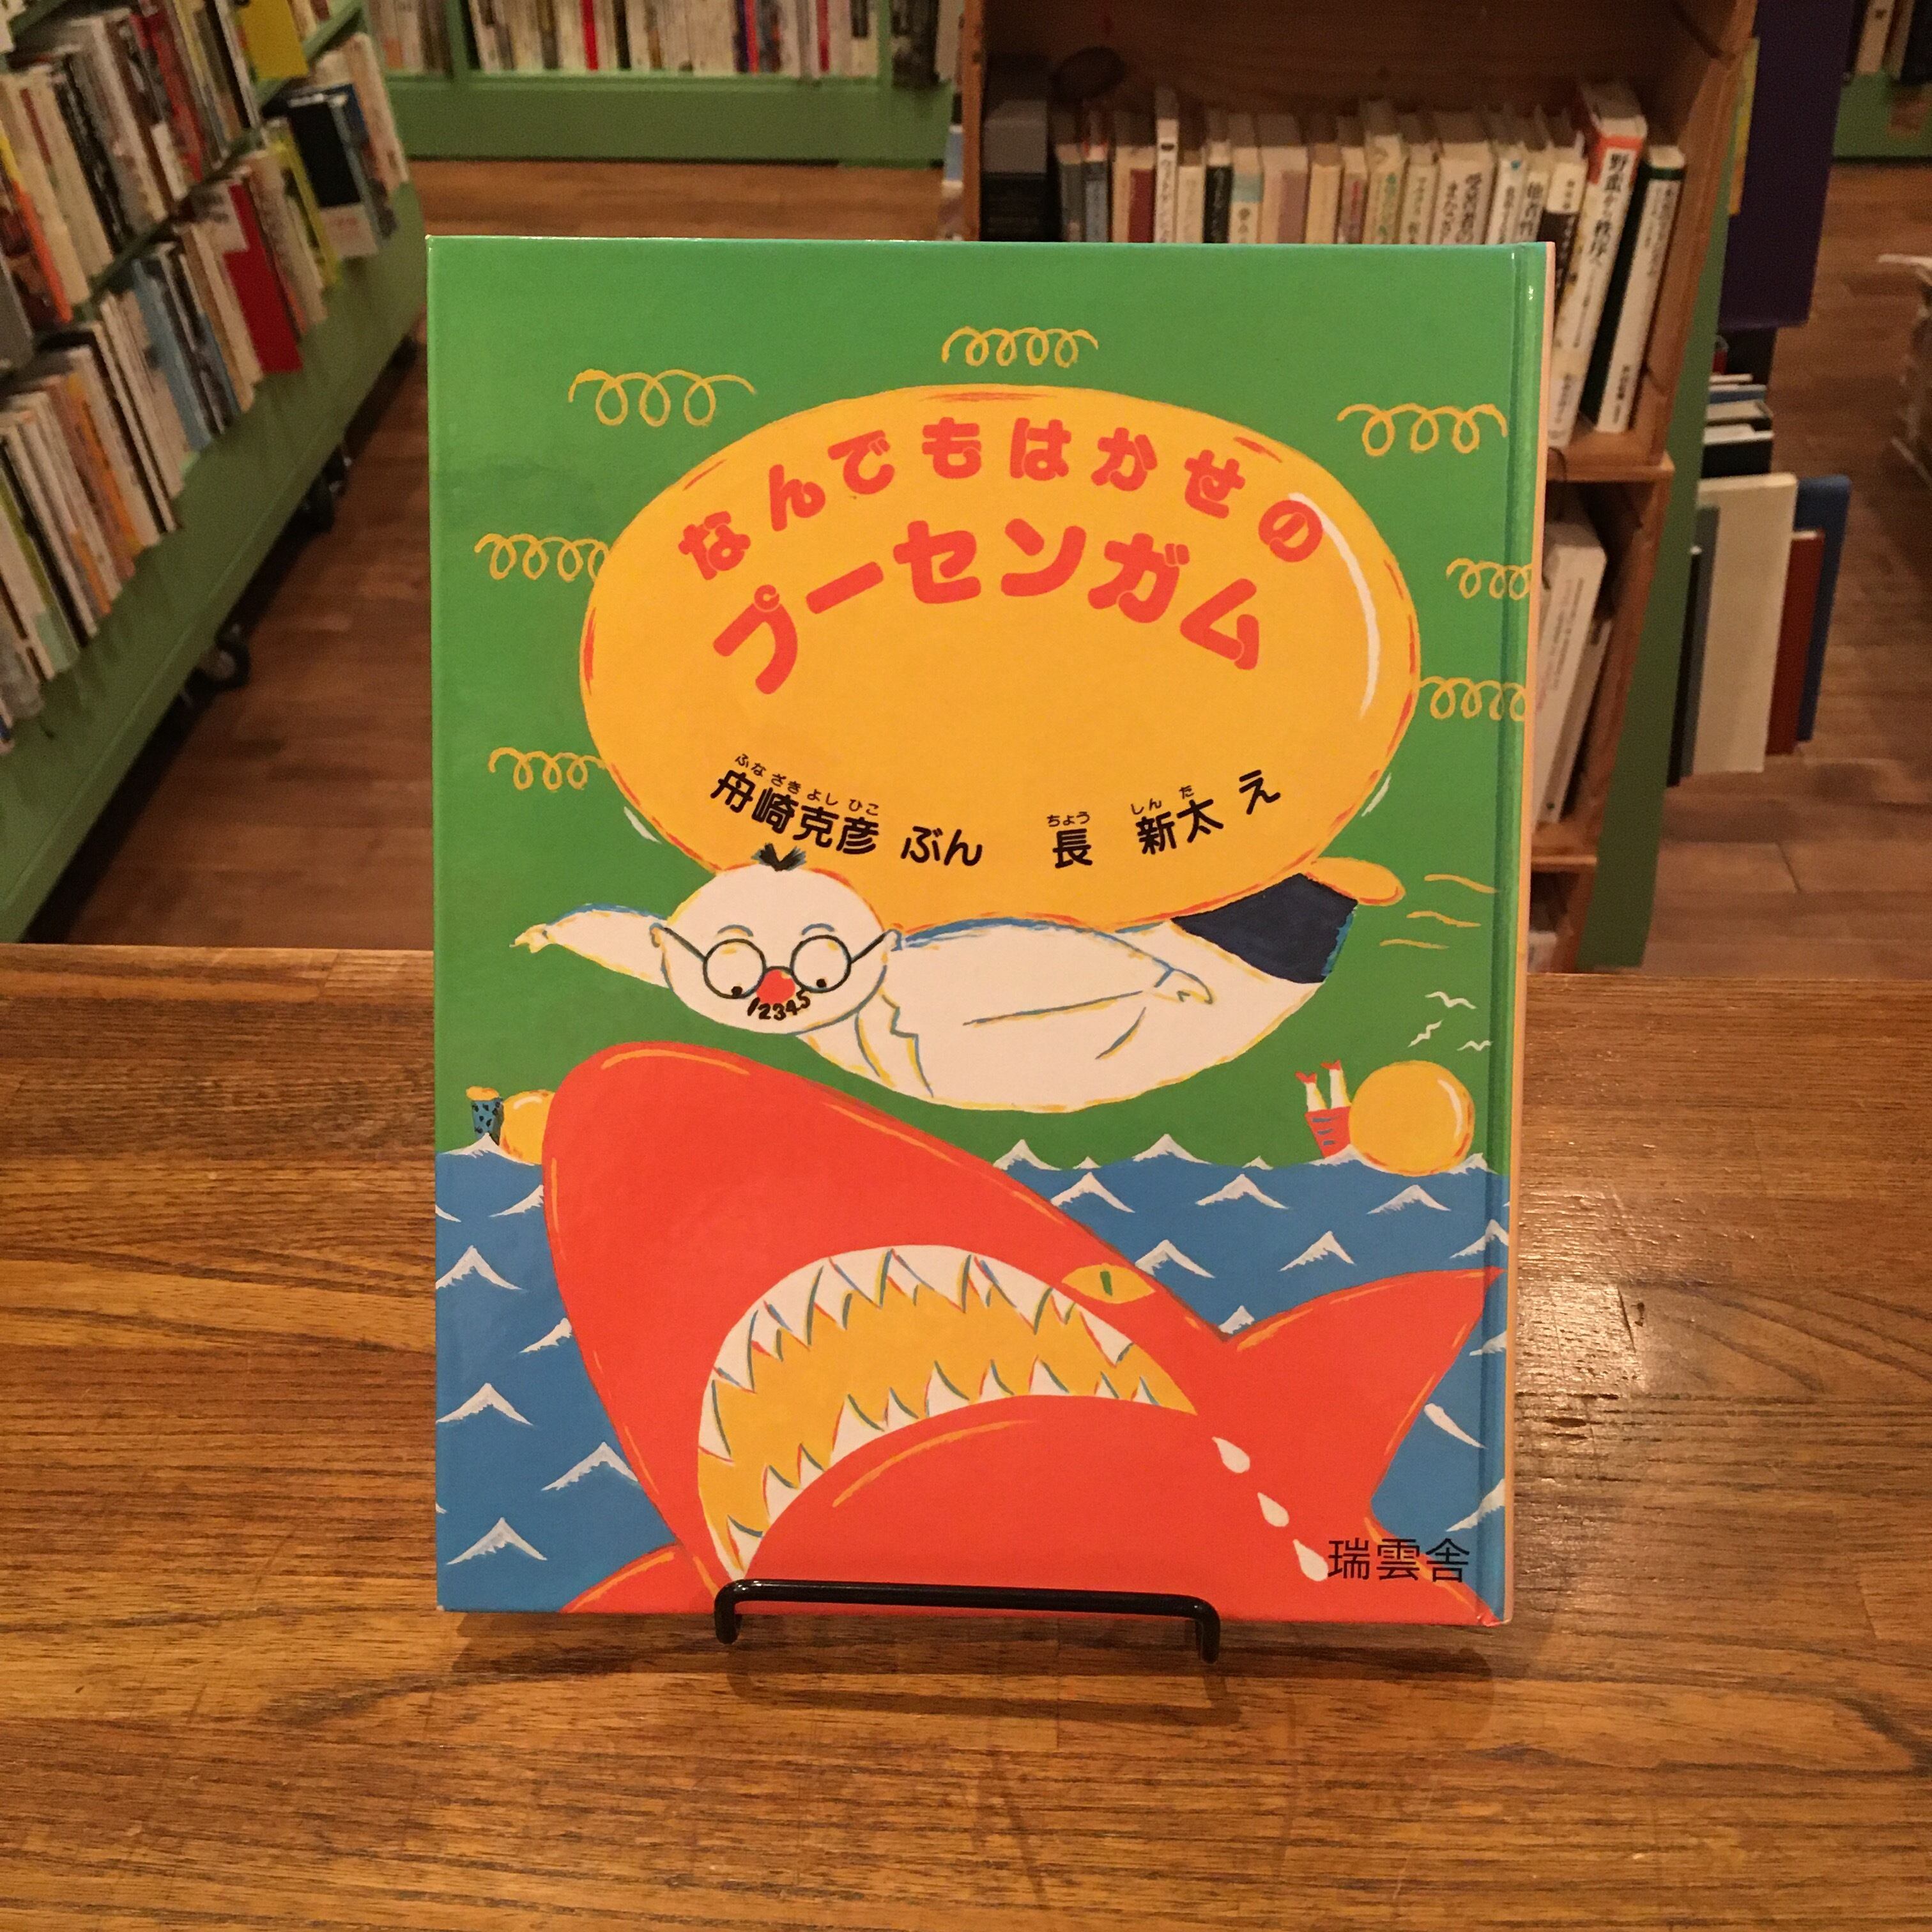 なんでもはかせの
プーセンガム
ふなざきよしひこ
舟崎克彦 ぶん
ちょう しんた
長 新太 え
12345
瑞雲舎